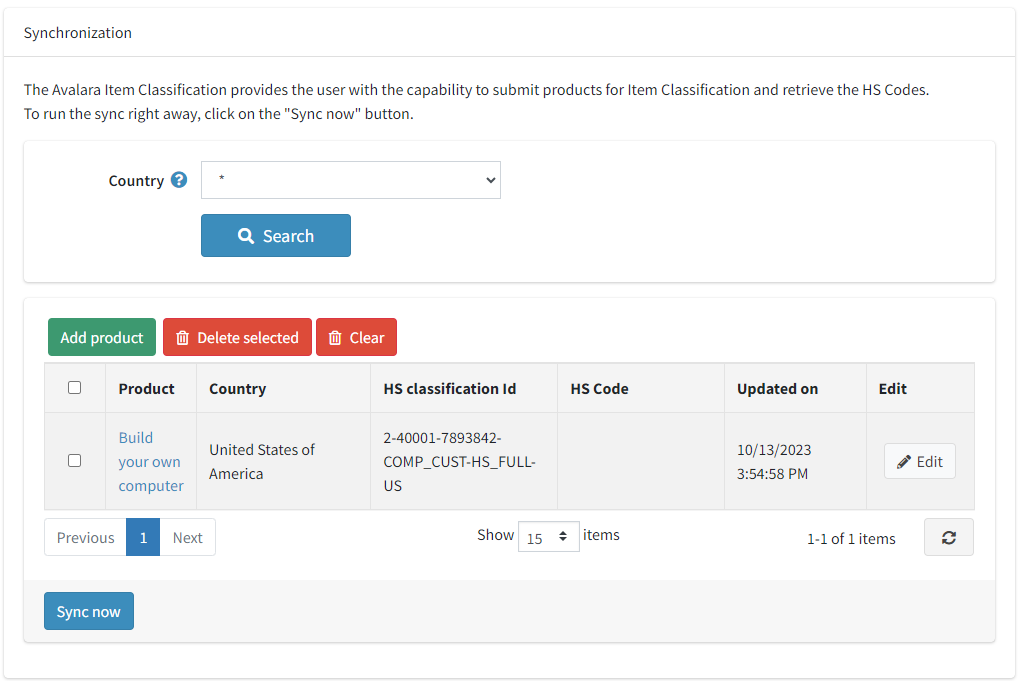 Synchronization
The Avalara Item Classification provides the user with the capability to submit products for Item Classification and retrieve the HS Codes.
To run the sync right away, click on the "Sync now" button.
Country ? *
Search
Add product Delete selected Clear
Product Country HS classification Id HS Code Updated on Edit
Build
your own
computer
United States of
America
2-40001-7893842-
COMP_CUST-HS_FULL-
US
10/13/2023
3:54:58 PM
Edit
Previous 1 Next Show 15 items 1-1 of 1 items
Sync now